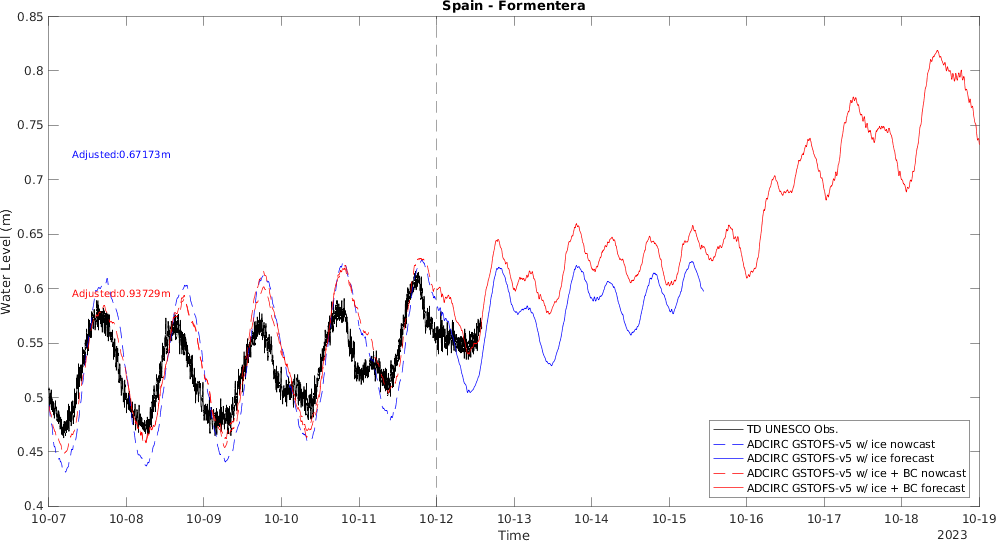 Spain - Formentera
0.85
0.8
0.75
0.7
0.65
0.6
0.55
0.5
0.45
0.4
Water Level (m)
Adjusted:0.67173m
Adjusted:0.93729m
TD UNESCO Obs.
ADCIRC GSTOFS-v5 w/ ice nowcast
ADCIRC GSTOFS-v5 w/ ice forecast
ADCIRC GSTOFS-v5 w/ ice + BC nowcast
ADCIRC GSTOFS-v5 w/ ice + BC forecast
10-07 10-08 10-09 10-10 10-11 10-12 10-13 10-14 10-15 10-16 10-17 10-18 10-19
Time
2023